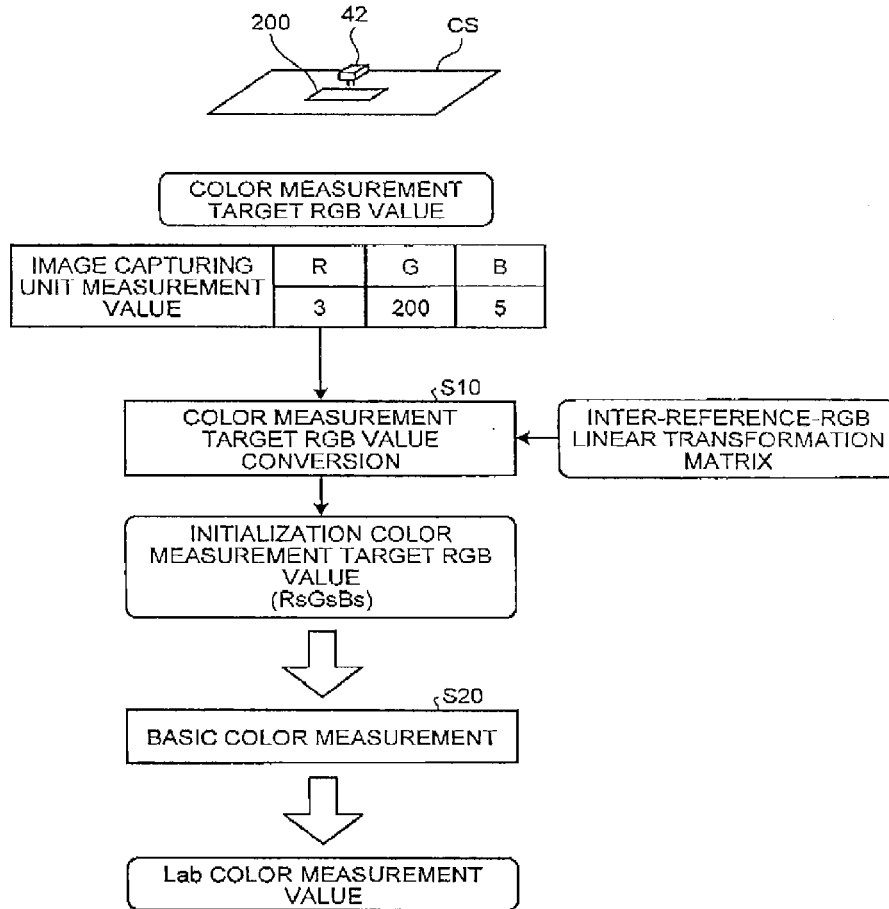 200
42
CS
COLOR MEASUREMENT
TARGET RGB VALUE
IMAGE CAPTURING
UNIT MEASUREMENT
VALUE
R
G
B
3
200
5
S10
COLOR MEASUREMENT
TARGET RGB VALUE
CONVERSION
INTER-REFERENCE-RGB
LINEAR TRANSFORMATION
MATRIX
INITIALIZATION COLOR
MEASUREMENT TARGET RGB
VALUE
(RsGsBs)
S20
BASIC COLOR MEASUREMENT
Lab COLOR MEASUREMENT
VALUE